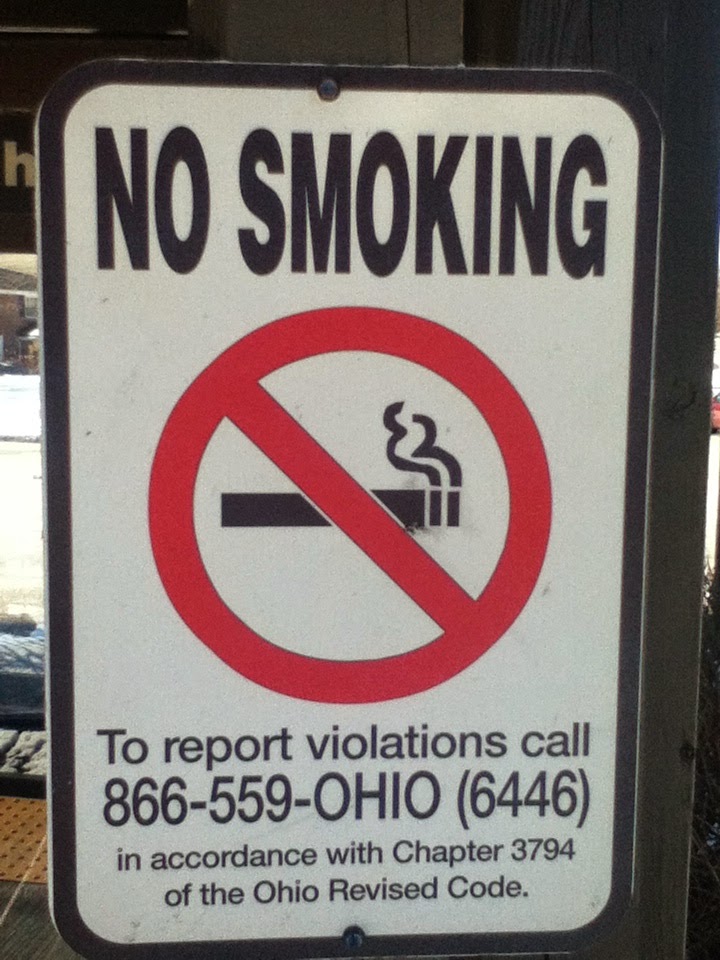 NO SMOKING
To report violations call
866-559-OHIO (6446)
in accordance with Chapter 3794
of the Ohio Revised Code.
h